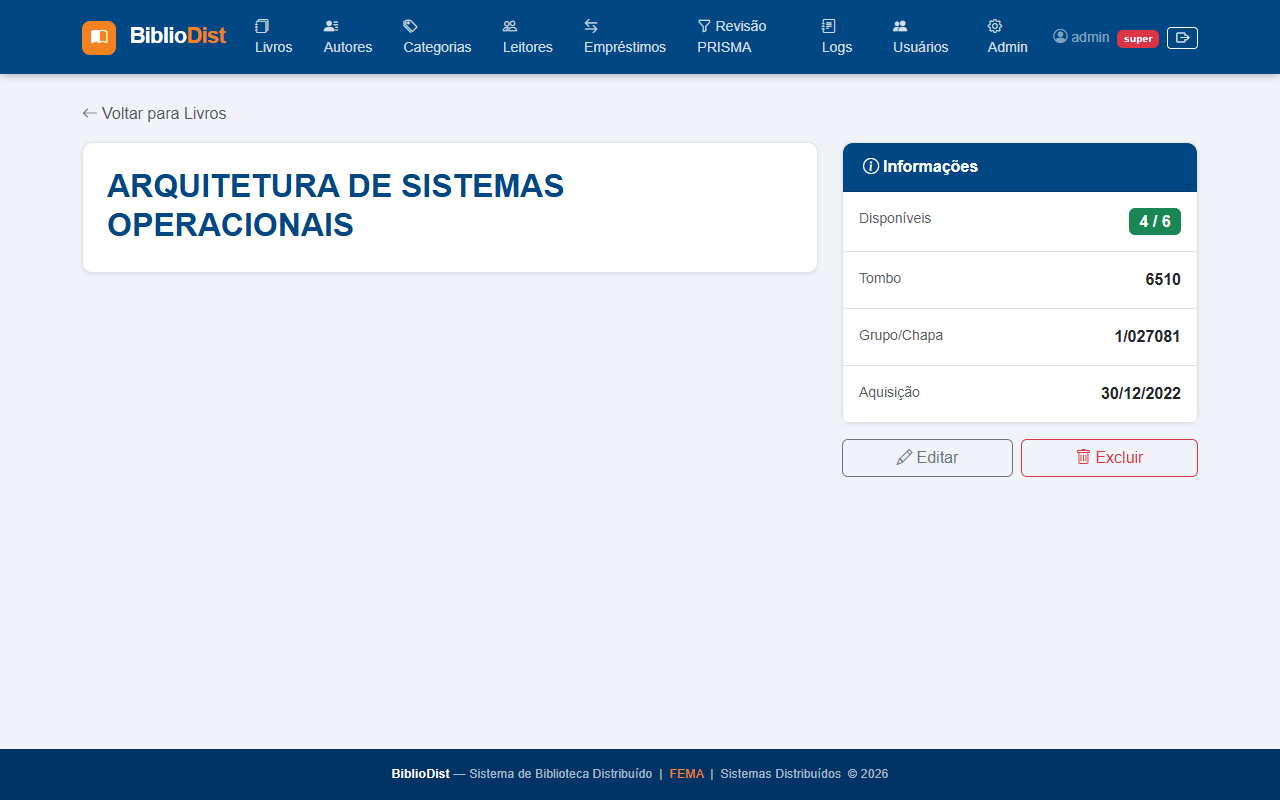 BiblioDist
Livros
Autores
Categorias
Leitores
Empréstimos
Revisão
PRISMA
Logs
Usuários
Admin
admin
super
Voltar para Livros
ARQUITETURA DE SISTEMAS
OPERACIONAIS
Informações
Disponíveis 4 / 6
Tombo 6510
Grupo/Chapa 1/027081
Aquisição 30/12/2022
Editar
Excluir
BiblioDist — Sistema de Biblioteca Distribuído | FEMA | Sistemas Distribuídos © 2026